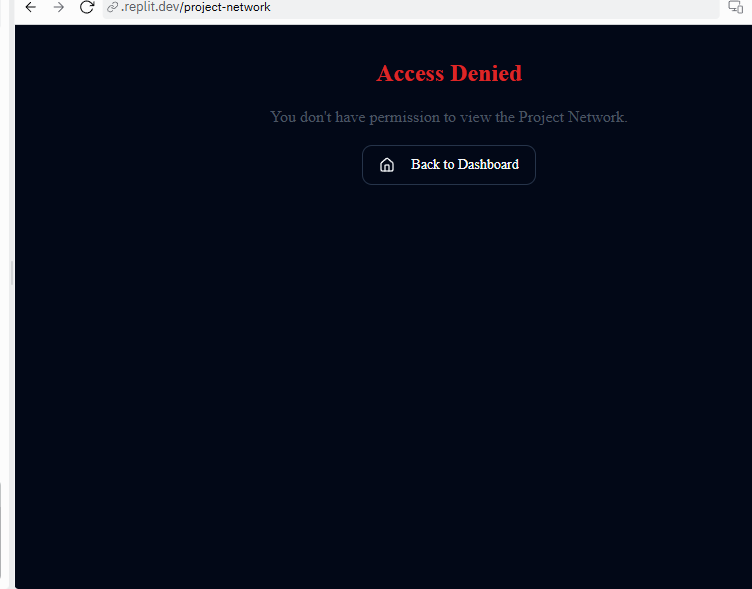 .replit.dev/project-network
Access Denied
You don't have permission to view the Project Network.
Back to Dashboard